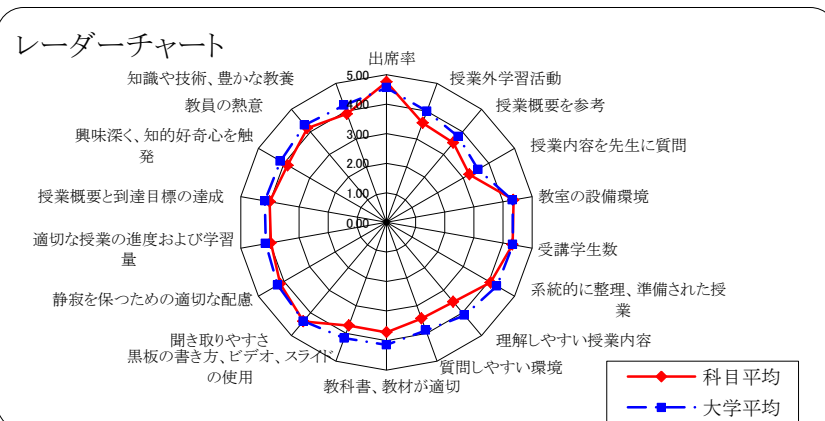 レーダーチャート
出席率
授業外学習活動
授業概要を参考
授業内容を先生に質問
教室の設備環境
受講学生数
系統的に整理、準備された授
業
理解しやすい授業内容
質問しやすい環境
教科書、教材が適切
黒板の書き方、ビデオ、スライド
の使用
聞き取りやすさ
静寂を保つための適切な配慮
適切な授業の進度および学習
量
授業概要と到達目標の達成
興味深く、知的好奇心を触
発
教員の熱意
知識や技術、豊かな教養
5.00
4.00
3.00
2.00
1.00
0.00
科目平均
大学平均